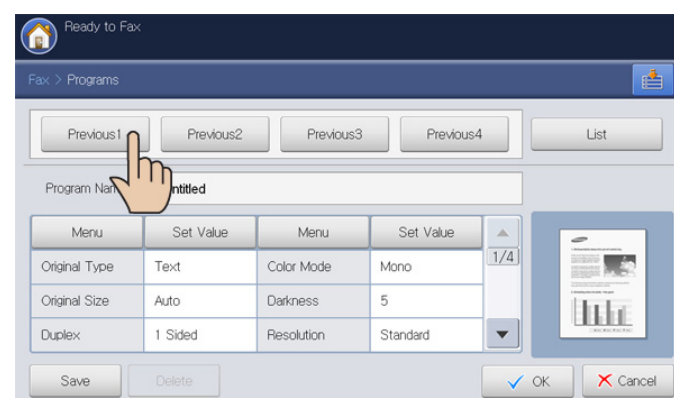 Ready to Fax
Fax > Programs
Previous1 Previous2 Previous3 Previous4 List
Program Nam ntitled
Menu Set Value Menu Set Value
Original Type Text Color Mode Mono 1/4
Original Size Auto Darkness 5
Duplex 1 Sided Resolution Standard
Save Delete OK Cancel